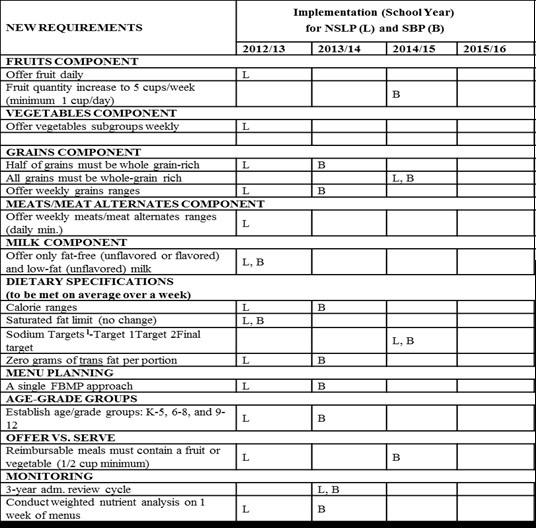 NEW REQUIREMENTS
Implementation (School Year)
for NSLP (L) and SBP (B)
2012/13 2013/14 2014/15 2015/16
FRUITS COMPONENT
Offer fruit daily L
Fruit quantity increase to 5 cups/week
(minimum 1 cup/day) B
VEGETABLES COMPONENT
Offer vegetables subgroups weekly L
GRAINS COMPONENT
Half of grains must be whole grain-rich L B
All grains must be whole-grain rich L, B
Offer weekly grains ranges L B
MEATS/MEAT ALTERNATES COMPONENT
Offer weekly meats/meat alternates ranges
(daily min.) L
MILK COMPONENT
Offer only fat-free (unflavored or flavored)
and low-fat (unflavored) milk L, B
DIETARY SPECIFICATIONS
(to be met on average over a week)
Calorie ranges L B
Saturated fat limit (no change) L, B
Sodium Targets 1-Target 1Target 2Final
target L, B
Zero grams of trans fat per portion L B
MENU PLANNING
A single FBMP approach L B
AGE-GRADE GROUPS
Establish age/grade groups: K-5, 6-8, and 9-
12 L B
OFFER VS. SERVE
Reimbursable meals must contain a fruit or
vegetable (1/2 cup minimum) L B
MONITORING
3-year adm. review cycle L, B
Conduct weighted nutrient analysis on 1
week of menus L B